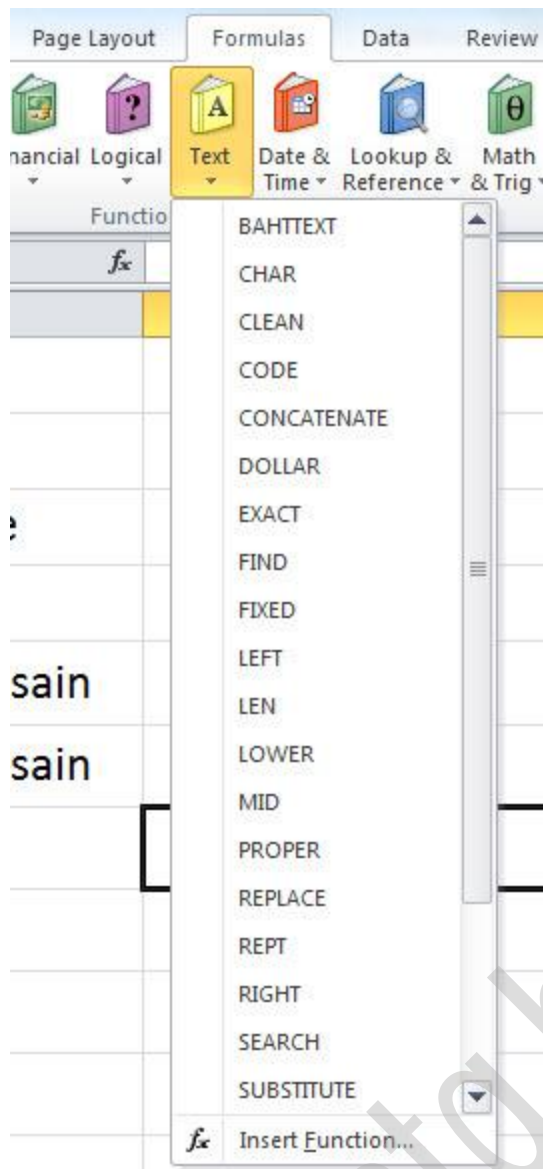 Page Layout Formulas Data Review
nancial Logical Text Date & Time Lookup & Reference Math & Trig
Functio
fx
BAHTTEXT
CHAR
CLEAN
CODE
CONCATENATE
DOLLAR
e
EXACT
FIND
FIXED
sain
LEFT
LEN
sain
LOWER
MID
PROPER
REPLACE
REPT
RIGHT
SEARCH
SUBSTITUTE
fx Insert Function...